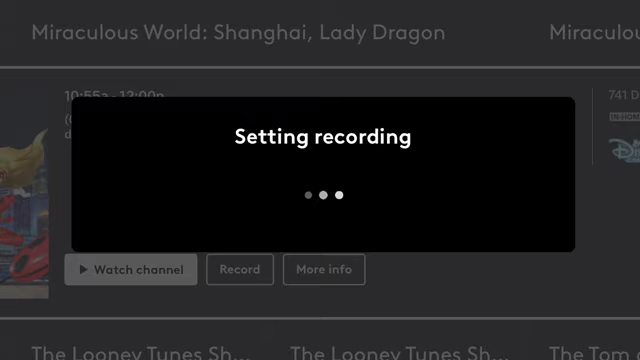 Miraculous World: Shanghai, Lady Dragon
Miraculou
10:55a - 12:00p
741 D
Setting recording
▶ Watch channel
Record
More info
The Looney Tunes Sh...
The Looney Tunes Sh...
The Tom a